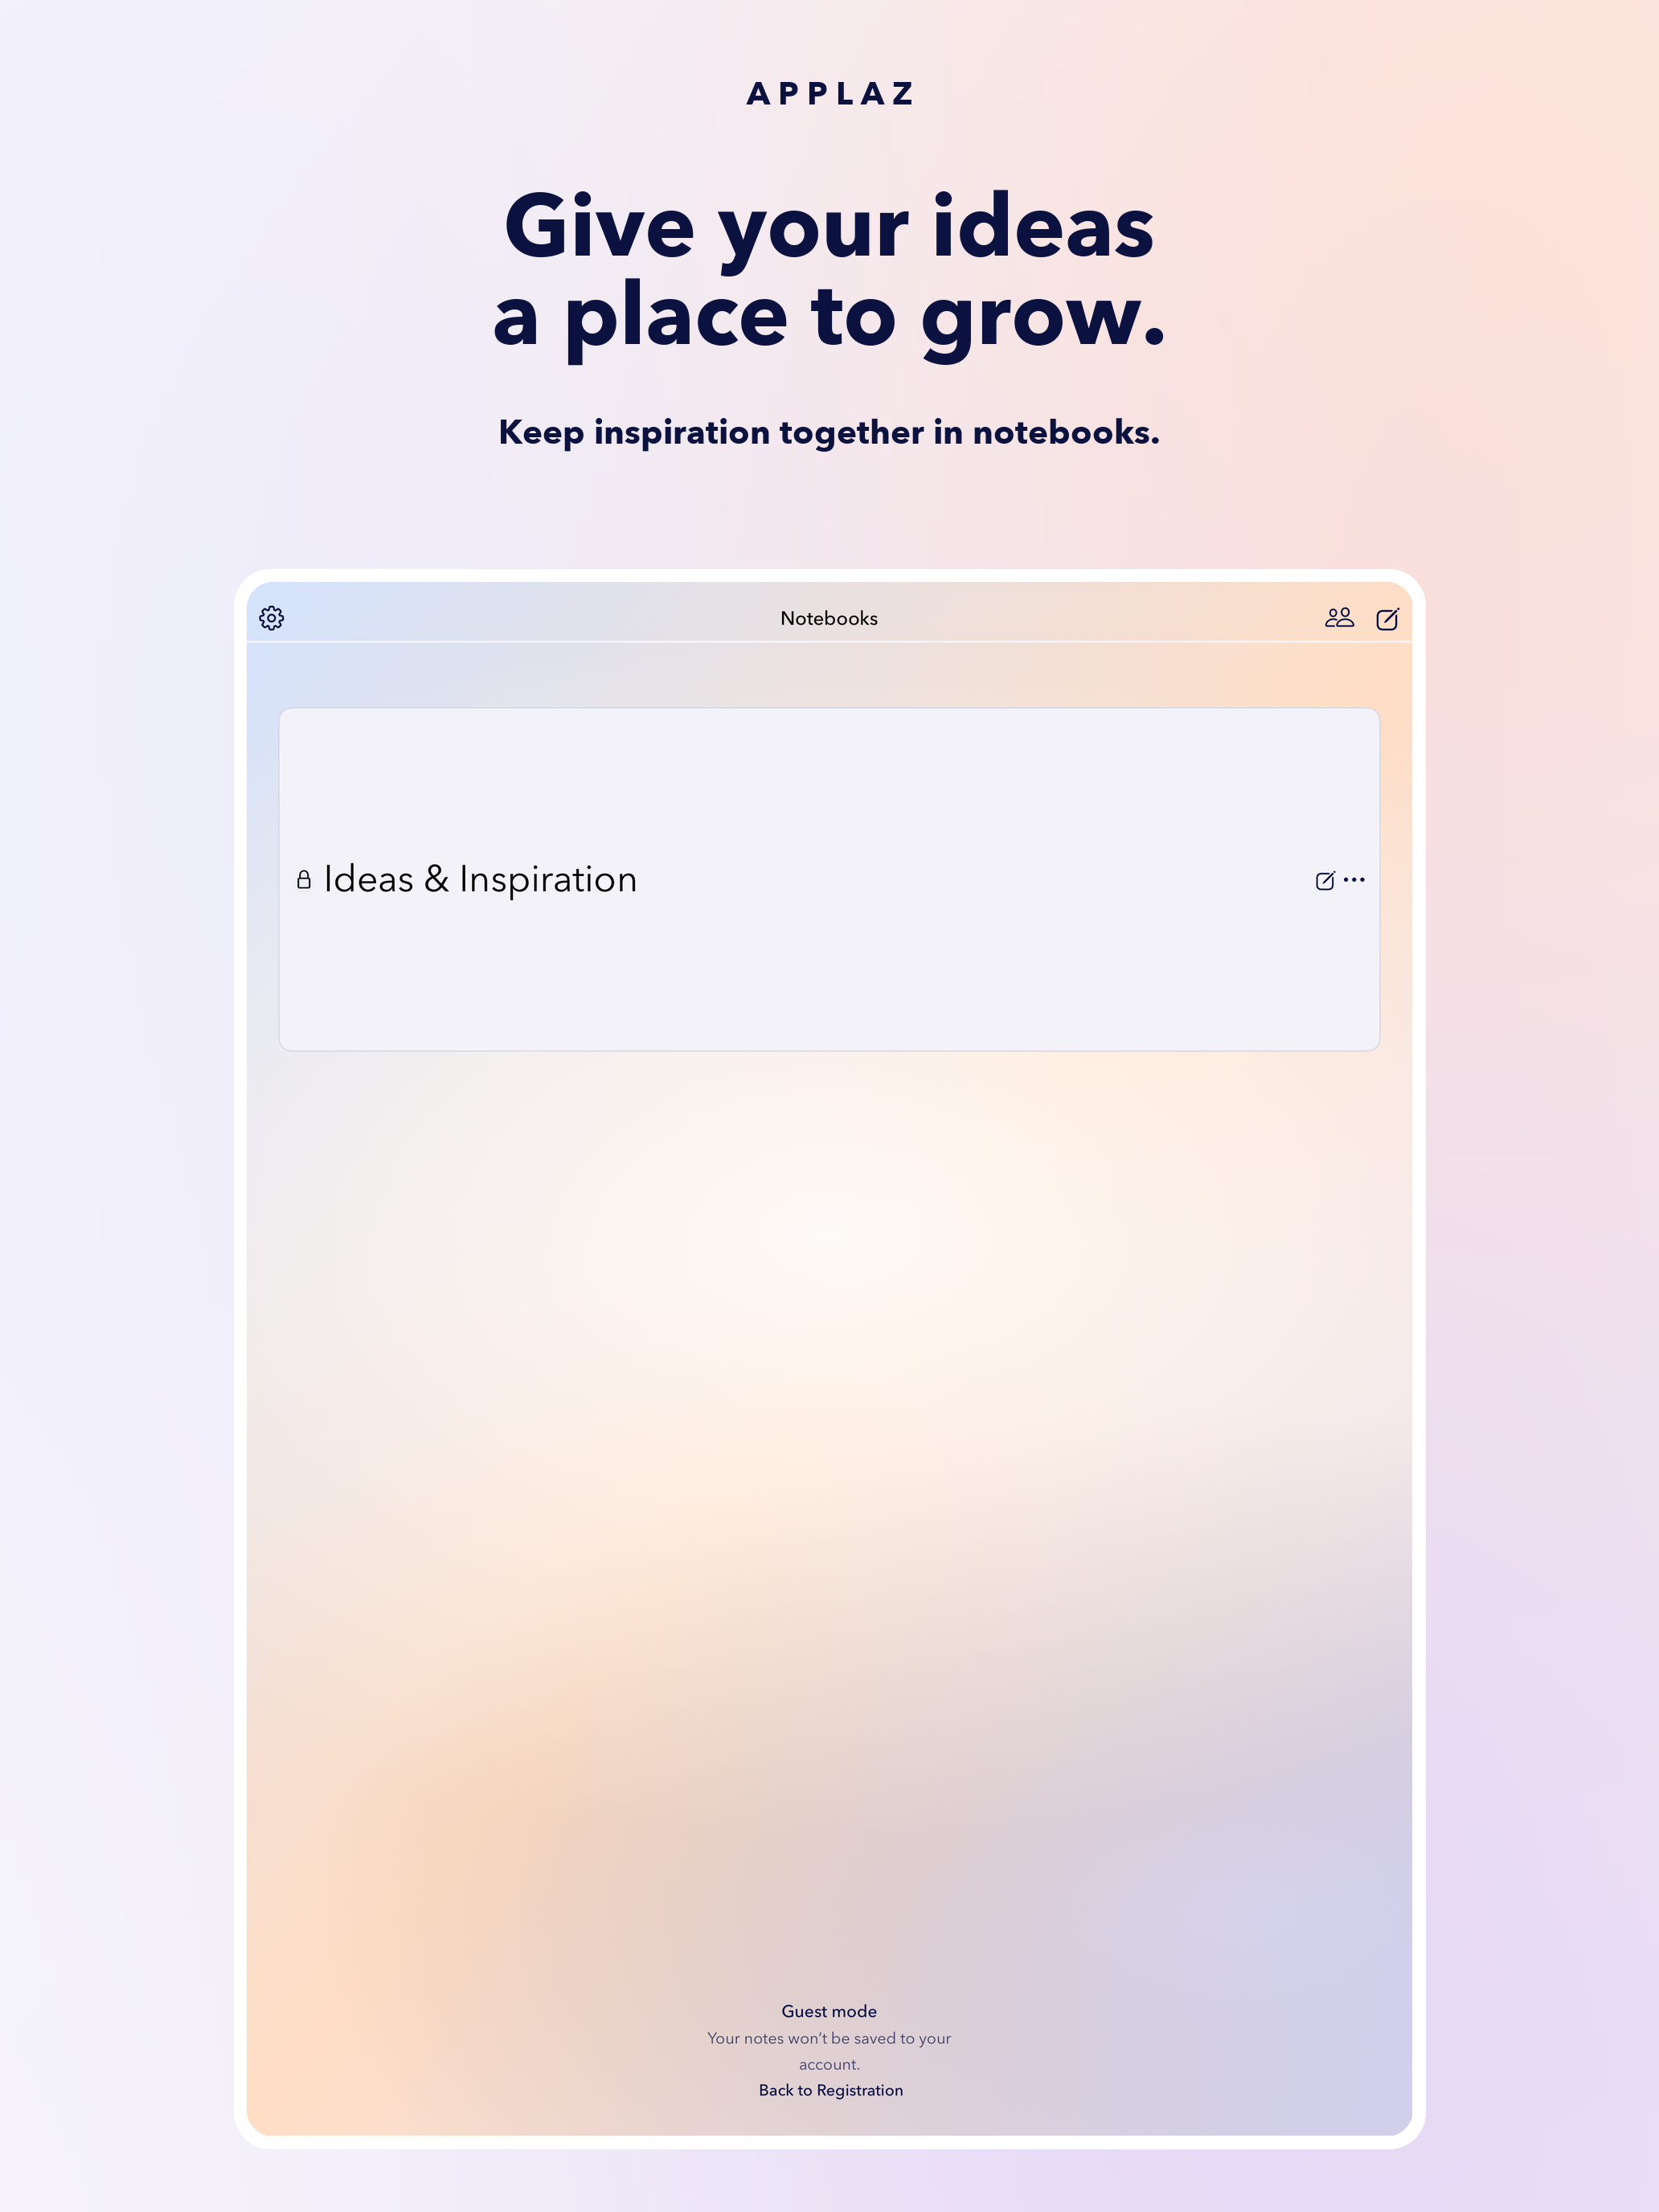 APPLAZ
Give your ideas
a place to grow.
Keep inspiration together in notebooks.
Notebooks
Ideas & Inspiration
Guest mode
Your notes won’t be saved to your
account.
Back to Registration